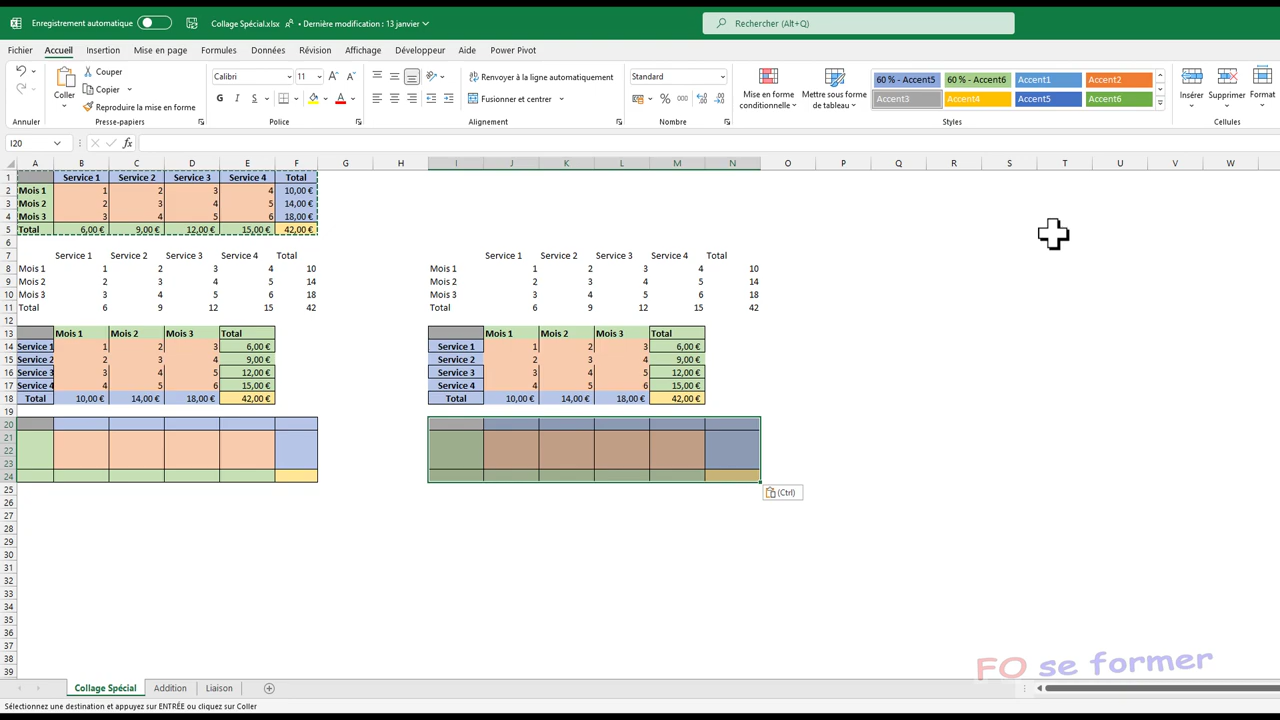 Enregistrement automatique
Collage Spécial.xlsx
• Dernière modification : 13 janvier
Rechercher (Alt+Q)
Fichier Accueil Insertion Mise en page Formules Données Révision Affichage Développeur Aide Power Pivot
Annuler
Coller
Couper
Copier
Reproduire la mise en forme
Presse-papiers
Calibri 11
G I S
Police
Renvoyer à la ligne automatiquement
Fusionner et centrer
Alignement
Standard
% 000
Nombre
Mise en forme conditionnelle
Mettre sous forme de tableau
60 % - Accent5 60 % - Accent6 Accent1 Accent2
Accent3 Accent4 Accent5 Accent6
Styles
Insérer Supprimer Format
Cellules
I20 fx
A B C D E F G H I J K L M N O P Q R S T U V W
1 Service 1 Service 2 Service 3 Service 4 Total
2 Mois 1 1 2 3 4 10,00 €
3 Mois 2 2 3 4 5 14,00 €
4 Mois 3 3 4 5 6 18,00 €
5 Total 6,00 € 9,00 € 12,00 € 15,00 € 42,00 €
6
7 Service 1 Service 2 Service 3 Service 4 Total Service 1 Service 2 Service 3 Service 4 Total
8 Mois 1 1 2 3 4 10 Mois 1 1 2 3 4 10
9 Mois 2 2 3 4 5 14 Mois 2 2 3 4 5 14
10 Mois 3 3 4 5 6 18 Mois 3 3 4 5 6 18
11 Total 6 9 12 15 42 Total 6 9 12 15 42
12
13 Mois 1 Mois 2 Mois 3 Total Mois 1 Mois 2 Mois 3 Total
14 Service 1 1 2 3 6,00 € Service 1 1 2 3 6,00 €
15 Service 2 2 3 4 9,00 € Service 2 2 3 4 9,00 €
16 Service 3 3 4 5 12,00 € Service 3 3 4 5 12,00 €
17 Service 4 4 5 6 15,00 € Service 4 4 5 6 15,00 €
18 Total 10,00 € 14,00 € 18,00 € 42,00 € Total 10,00 € 14,00 € 18,00 € 42,00 €
19
20
21
22
23
24
25 (Ctrl)
26
27
28
29
30
31
32
33
34
35
36
37
38
39
FO se former
Collage Spécial Addition Liaison
Sélectionnez une destination et appuyez sur ENTRÉE ou cliquez sur Coller